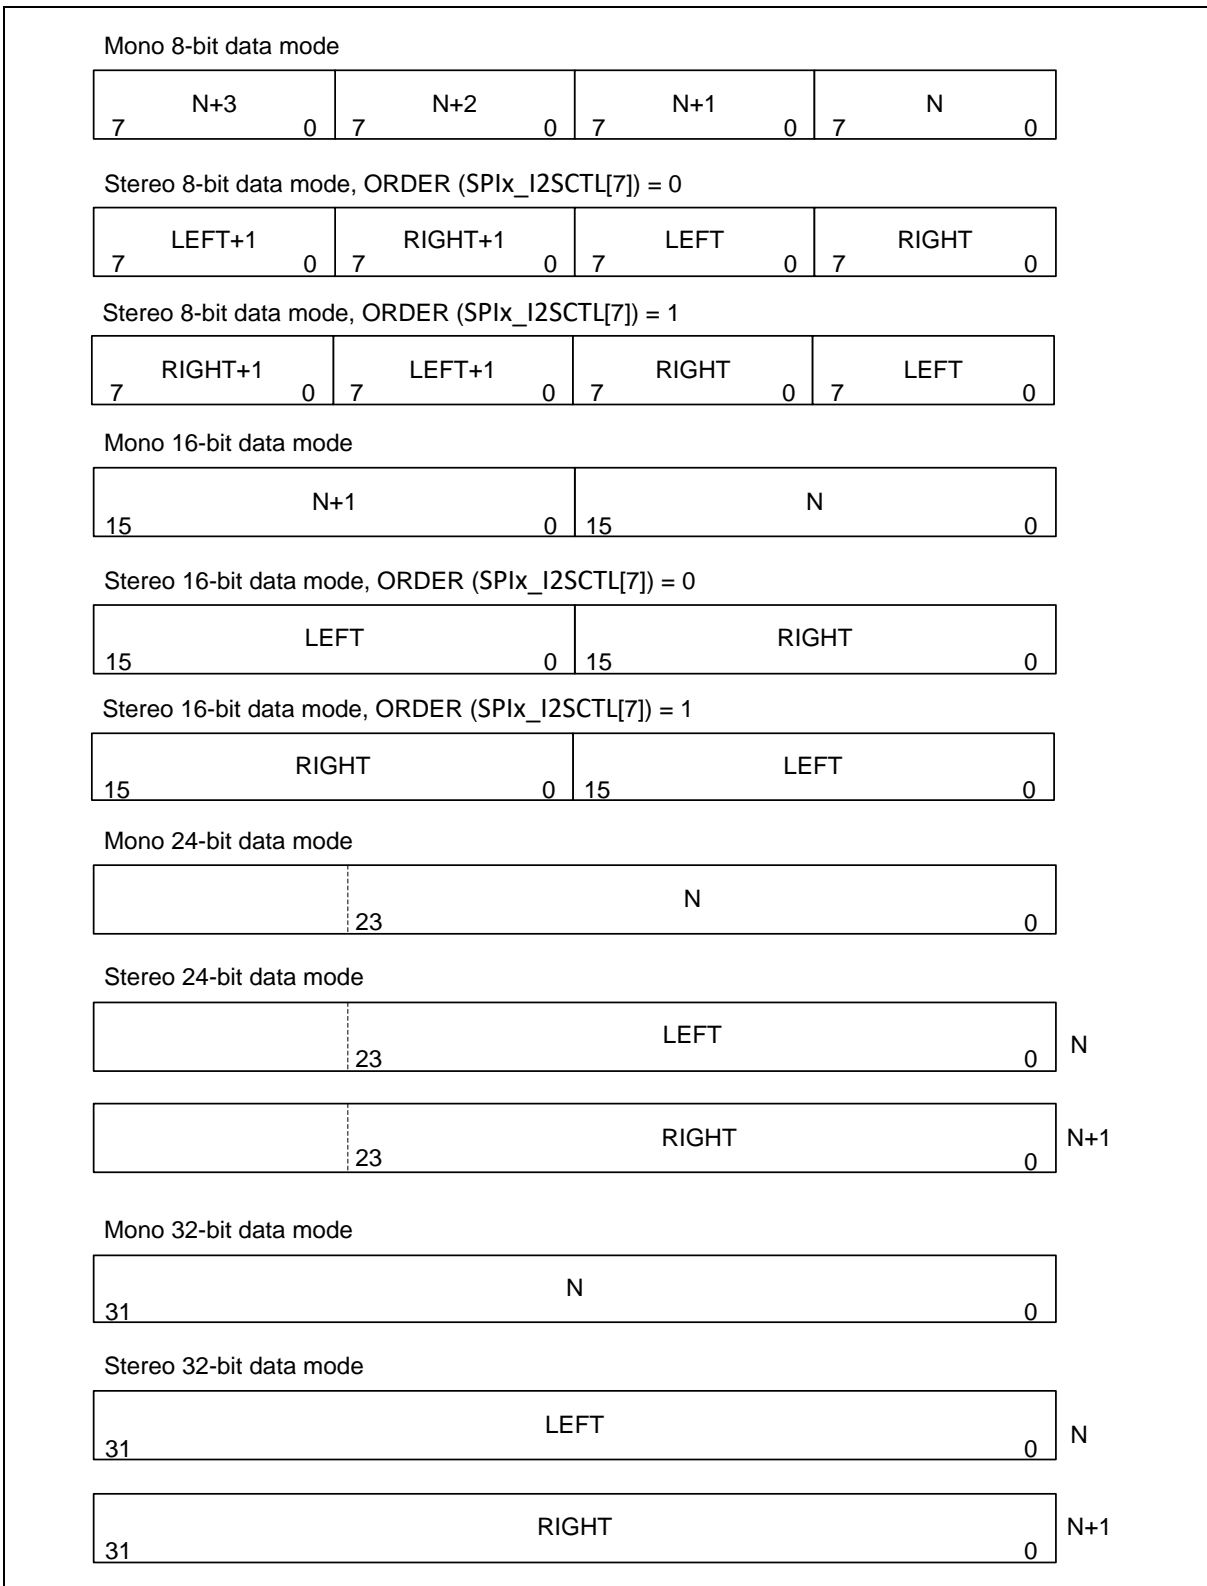 Mono 8-bit data mode
N+3 N+2 N+1 N
7 0 7 0 7 0 7 0
Stereo 8-bit data mode, ORDER (SPIx_I2SCTL[7]) = 0
LEFT+1 RIGHT+1 LEFT RIGHT
7 0 7 0 7 0 7 0
Stereo 8-bit data mode, ORDER (SPIx_I2SCTL[7]) = 1
RIGHT+1 LEFT+1 RIGHT LEFT
7 0 7 0 7 0 7 0
Mono 16-bit data mode
N+1 N
15 0 15 0
Stereo 16-bit data mode, ORDER (SPIx_I2SCTL[7]) = 0
LEFT RIGHT
15 0 15 0
Stereo 16-bit data mode, ORDER (SPIx_I2SCTL[7]) = 1
RIGHT LEFT
15 0 15 0
Mono 24-bit data mode
N
23 0
Stereo 24-bit data mode
LEFT N
23 0
RIGHT N+1
23 0
Mono 32-bit data mode
N
31 0
Stereo 32-bit data mode
LEFT N
31 0
RIGHT N+1
31 0